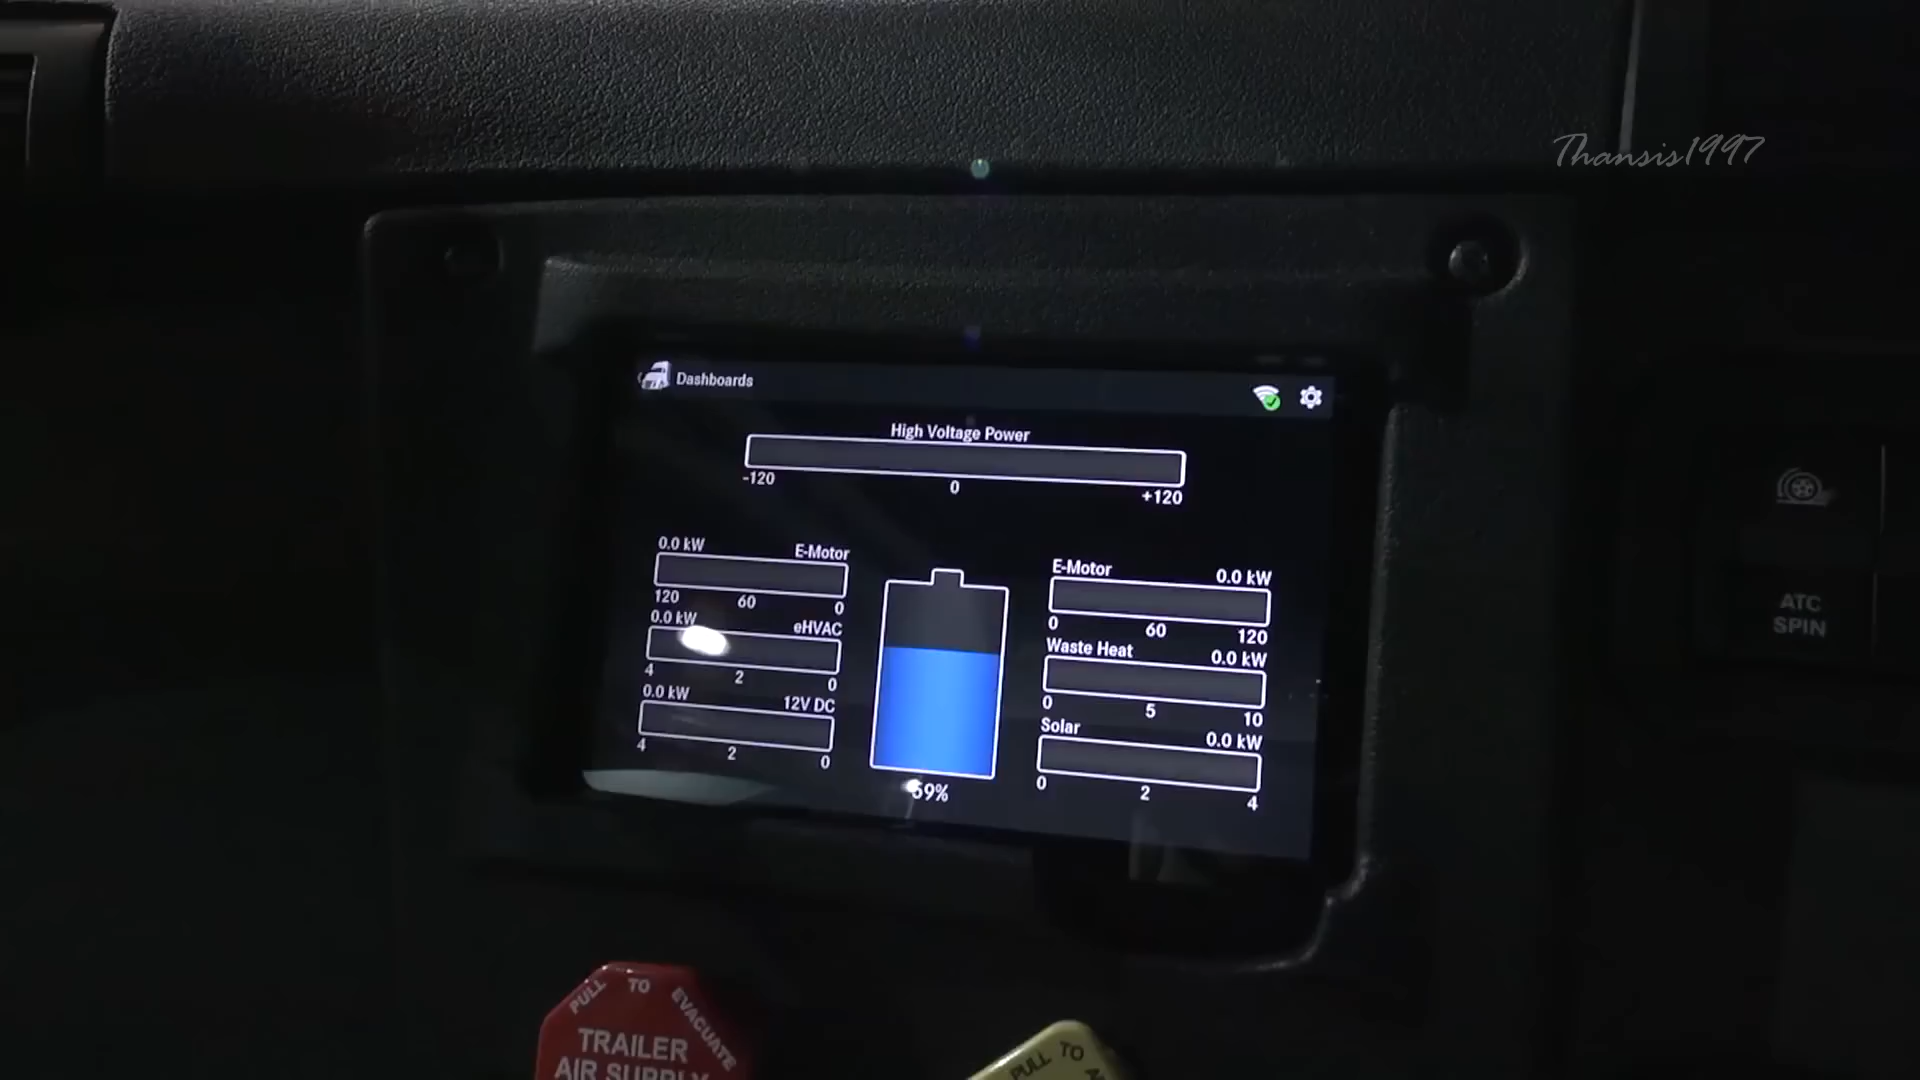 Thansis1997
Dashboards
High Voltage Power
-120 0 +120
0.0 kW E-Motor
120 60 0
0.0 kW eHVAC
4 2 0
0.0 kW 12V DC
4 2 0
59%
E-Motor 0.0 kW
0 60 120
Waste Heat 0.0 kW
0 5 10
Solar 0.0 kW
0 2 4
ATC
SPIN
PULL TO EVACUATE
TRAILER
AIR SUPPLY
PULL TO